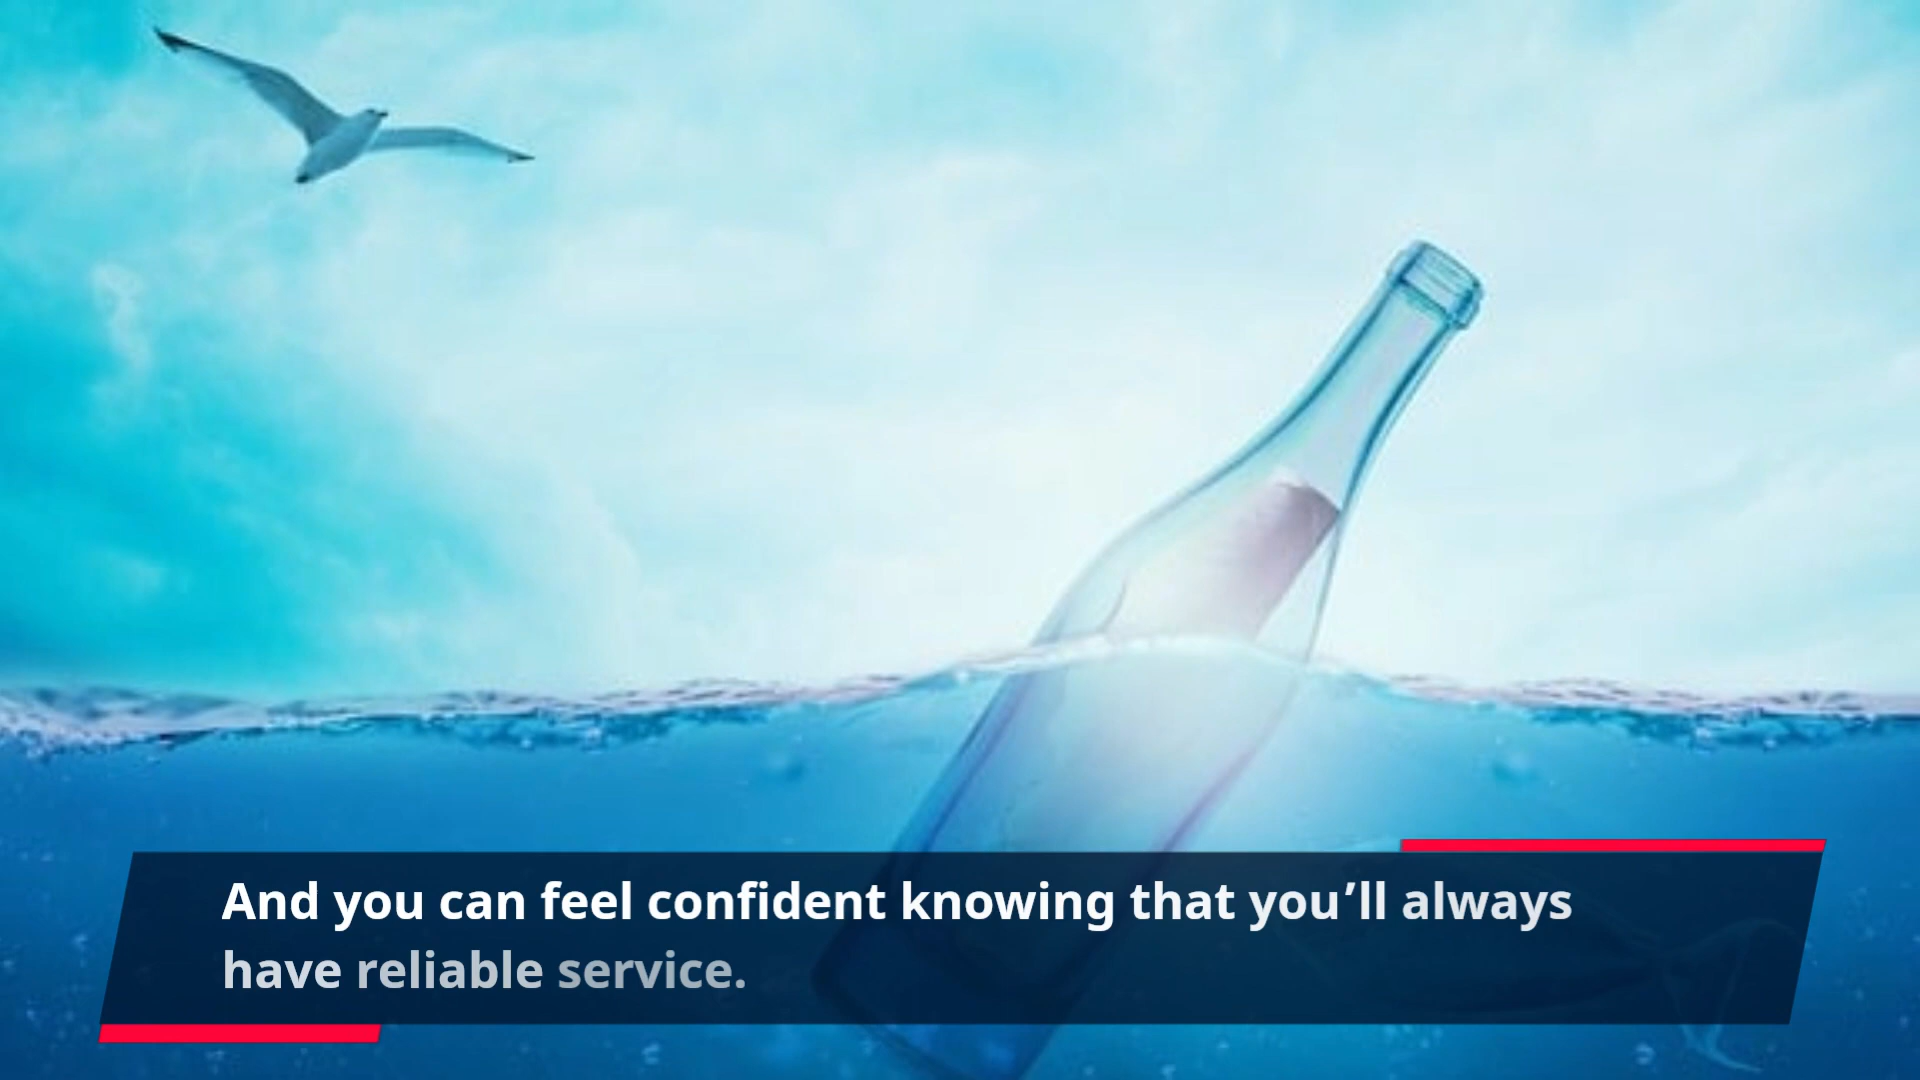 And you can feel confident knowing that you’ll always
have reliable service.